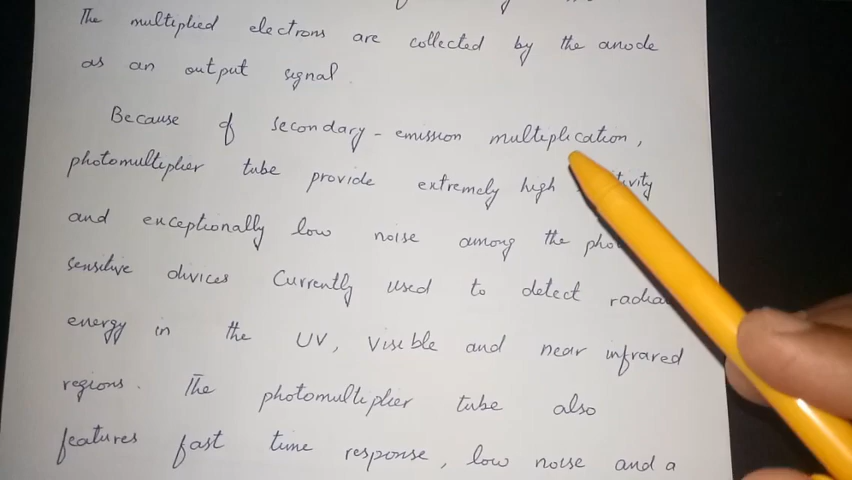 The multiplied electrons are collected by the anode
as an output signal
Because of secondary-emission multiplication,
photomultiplier tube provide extremely high
and exceptionally low noise among the
sensitive divices Currently used to detect
energy in the UV, Visible and near infrared
regions. The photomultiplier tube also
features fast time response, low noise and a